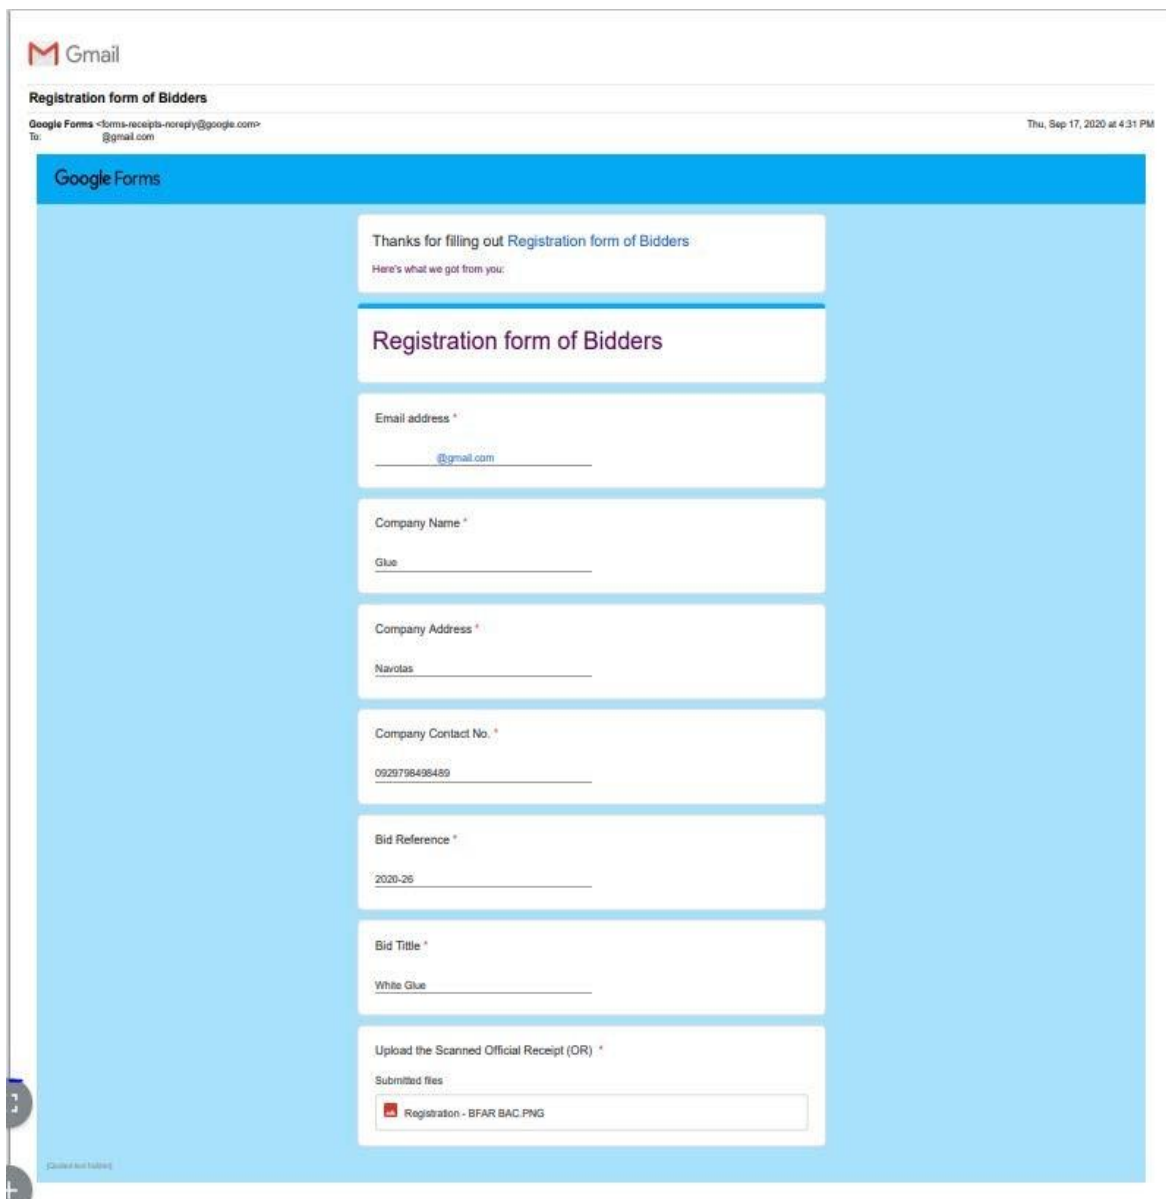 Gmail
Registration form of Bidders
Google Forms <forms-receipts-noreply@google.com>
Thu, Sep 17, 2020 at 4:31 PM
To: @gmail.com
Google Forms
Thanks for filling out Registration form of Bidders
Here's what we got from you:
Registration form of Bidders
Email address *
@gmail.com
Company Name *
Glue
Company Address *
Navotas
Company Contact No. *
0929798498489
Bid Reference *
2020-26
Bid Tittle *
White Glue
Upload the Scanned Official Receipt (OR) *
Submitted files
Registration - BFAR BAC.PNG
[Quoted text hidden]